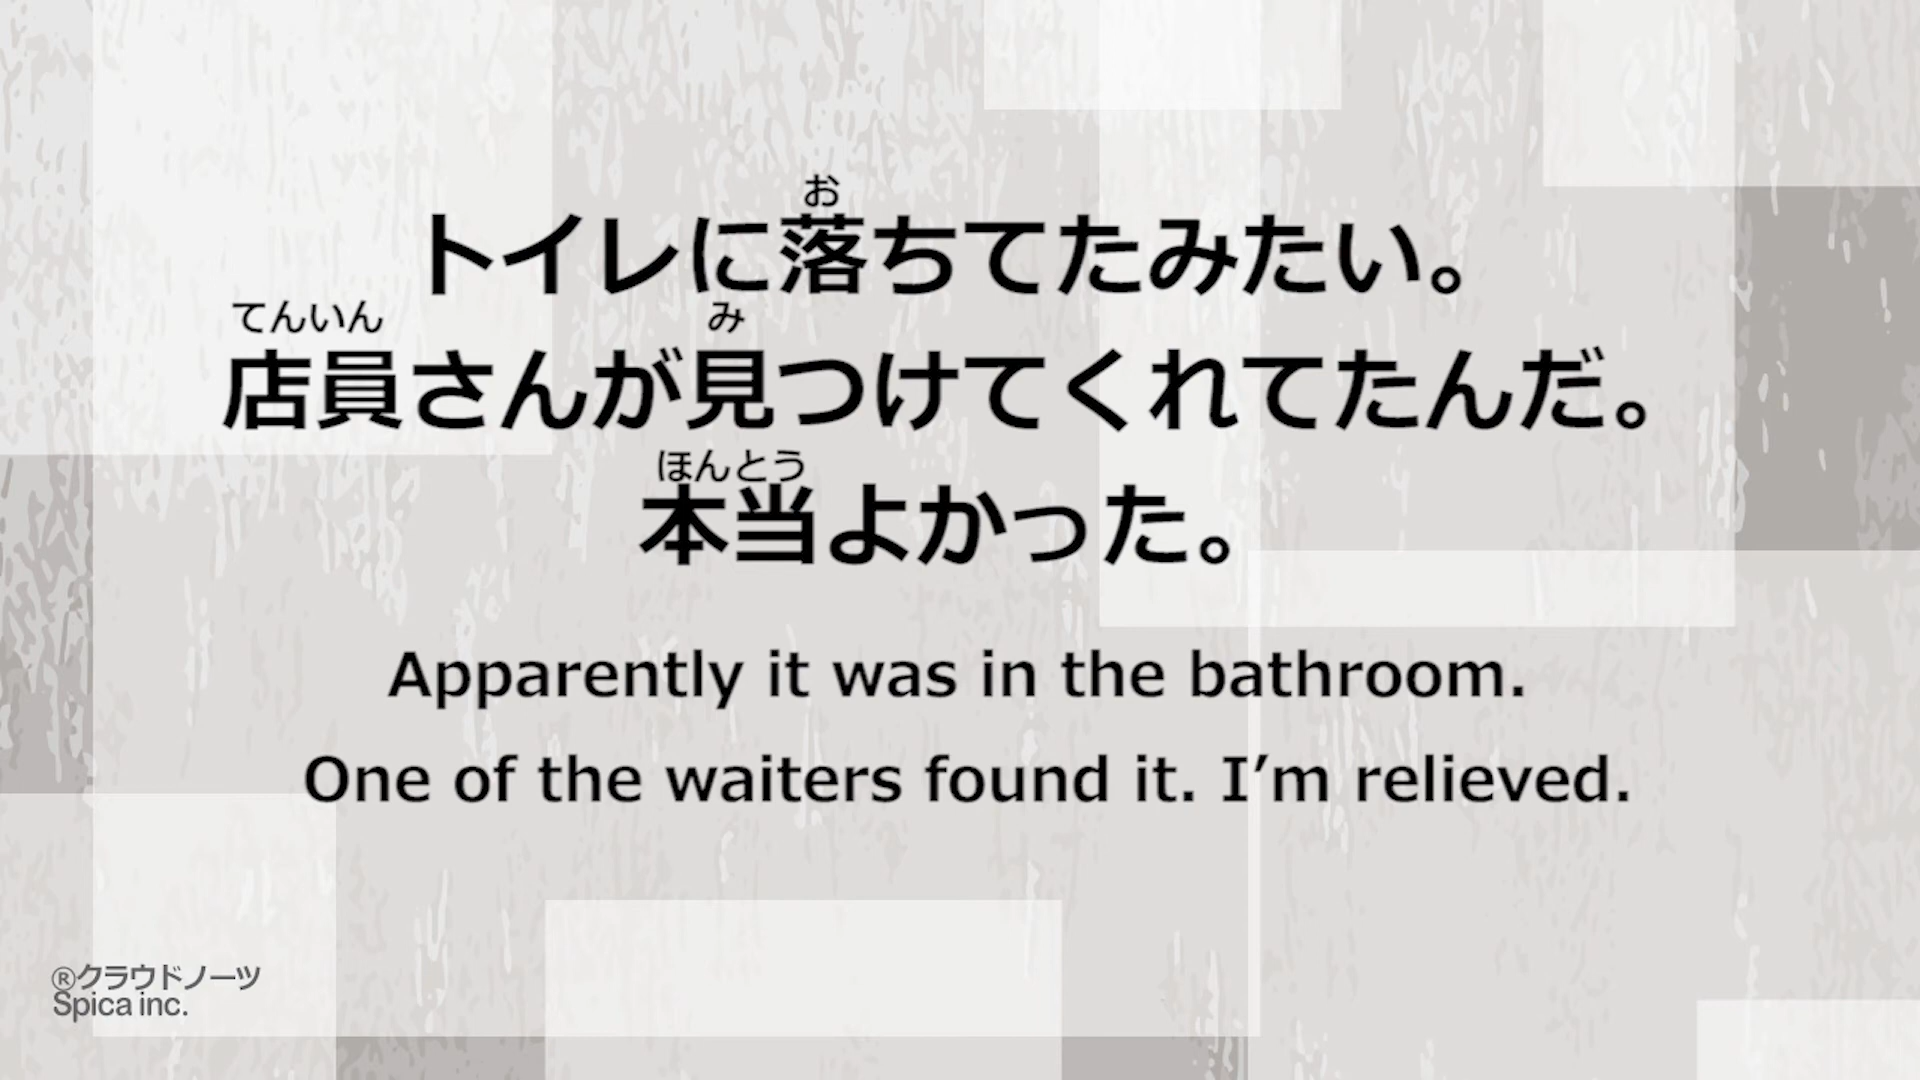 お
トイレに落ちてたみたい。
てんいん み
店員さんが見つけてくれてたんだ。
ほんとう
本当よかった。
Apparently it was in the bathroom.
One of the waiters found it. I’m relieved.
®クラウドノーツ
Spica inc.